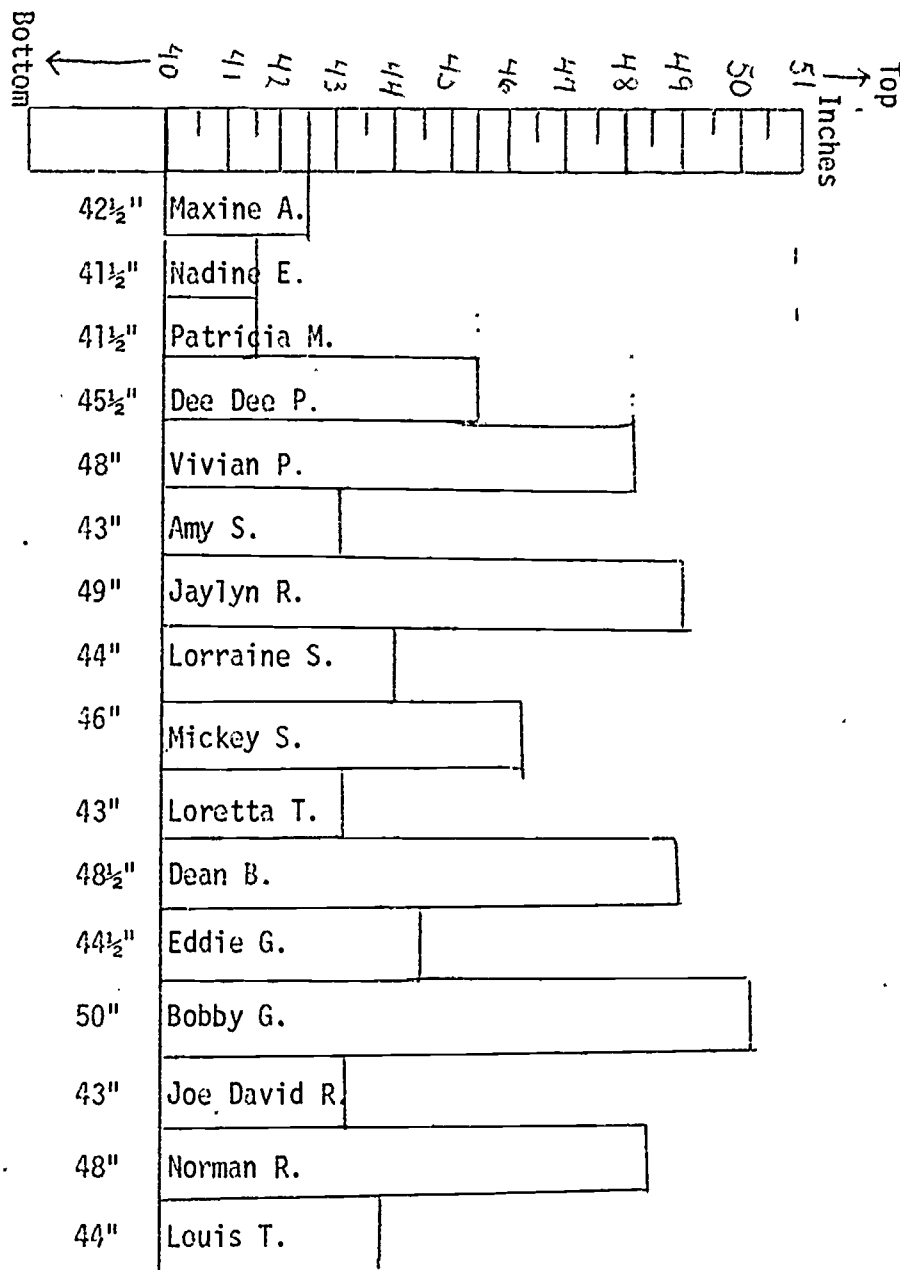 Top
Inches
51
50
49
48
47
46
45
44
43
42
41
40
Bottom
42½" Maxine A.
41½" Nadine E.
41½" Patricia M.
45½" Dee Dee P.
48" Vivian P.
43" Amy S.
49" Jaylyn R.
44" Lorraine S.
46" Mickey S.
43" Loretta T.
48½" Dean B.
44½" Eddie G.
50" Bobby G.
43" Joe David R.
48" Norman R.
44" Louis T.